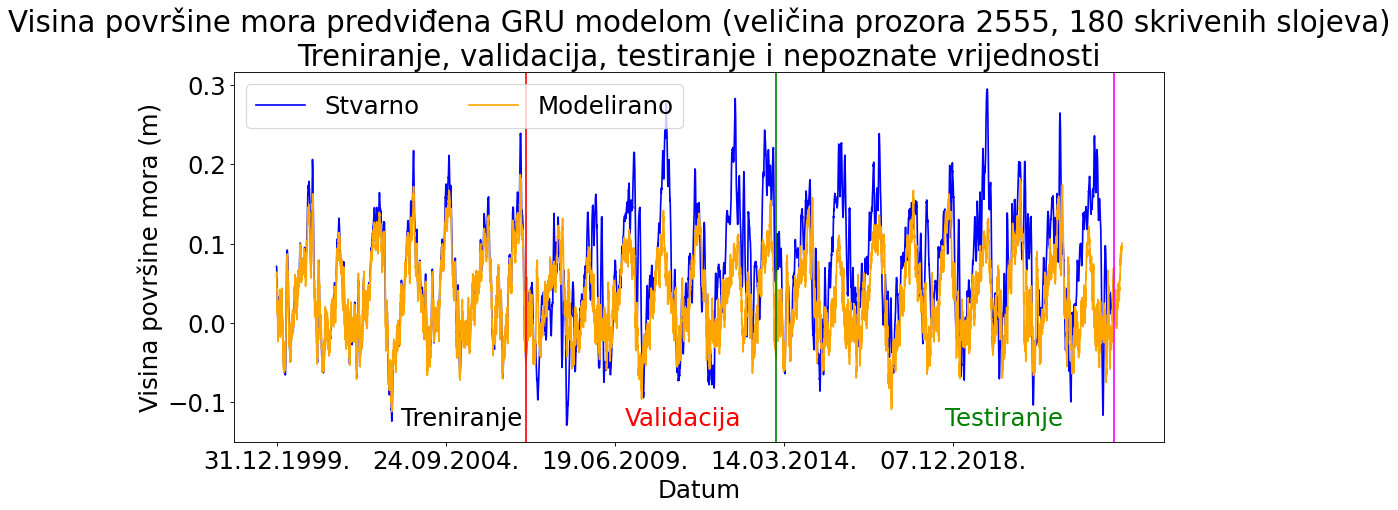 Visina površine mora predviđena GRU modelom (veličina prozora 2555, 180 skrivenih slojeva)
Treniranje, validacija, testiranje i nepoznate vrijednosti
Stvarno
Modelirano
Visina površine mora (m)
0.3
0.2
0.1
0.0
−0.1
Treniranje
Validacija
Testiranje
31.12.1999.
24.09.2004.
19.06.2009.
14.03.2014.
07.12.2018.
Datum